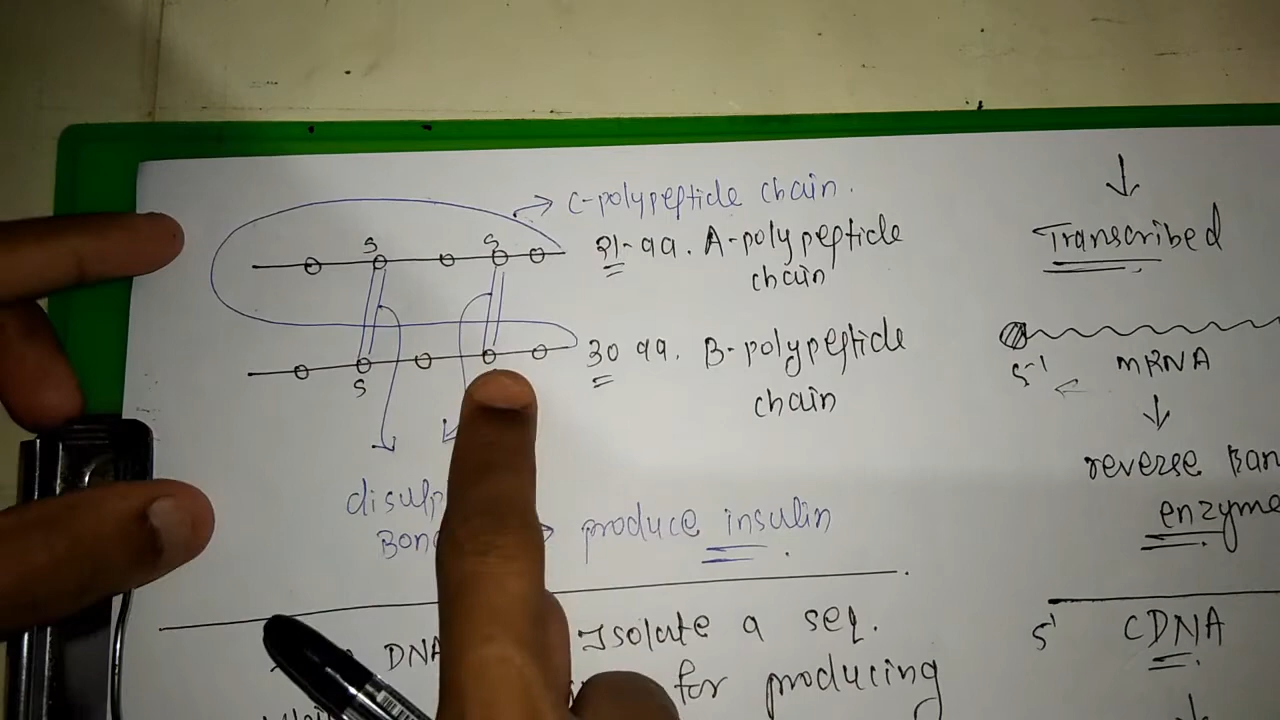 C-polypeptide chain.
S S
21-aa. A-polypeptide
chain
30 aa. B-polypeptide
chain
S
produce insulin
DNA Isolate a seq.
for producing
Transcribed
5'
mRNA
reverse
enzyme
5' CDNA